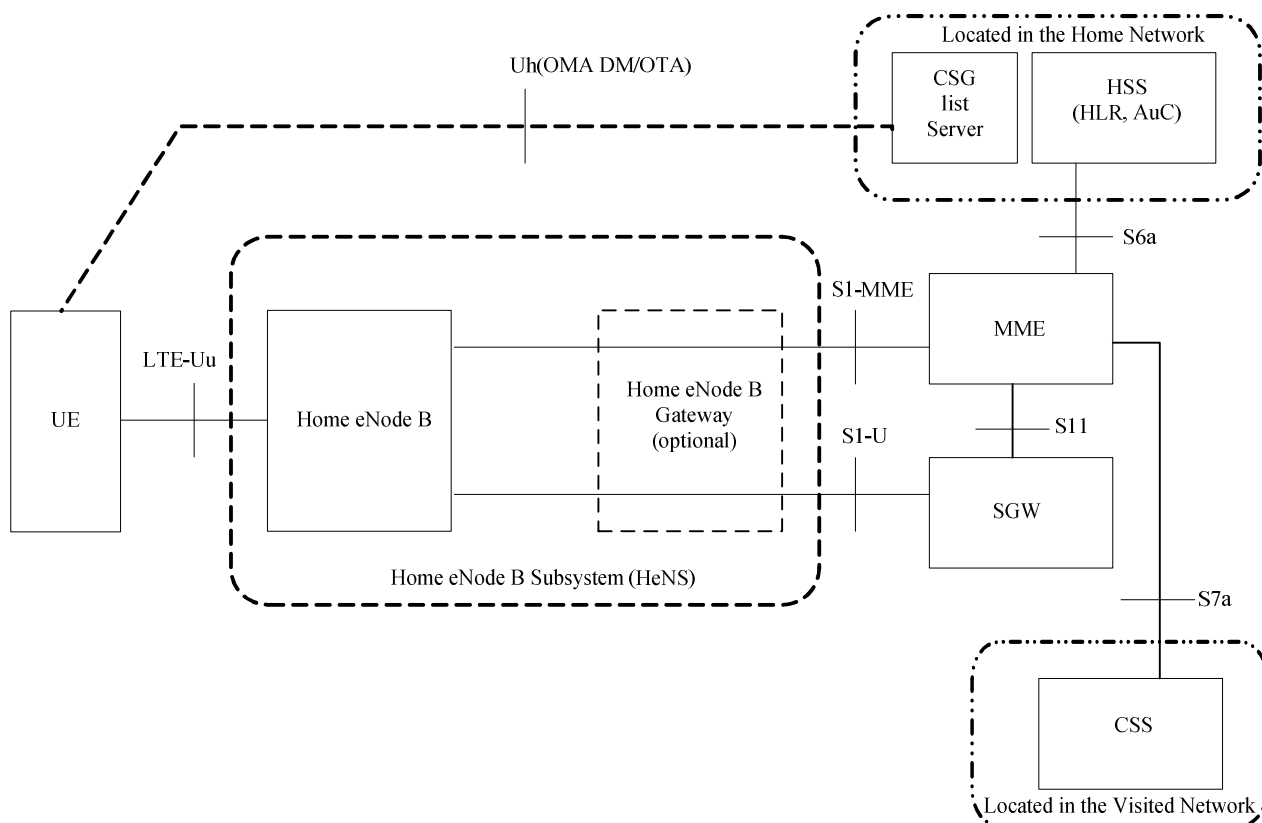 Located in the Home Network
Uh(OMA DM/OTA)
CSG
list
Server
HSS
(HLR, AuC)
S6a
S1-MME
MME
LTE-Uu
UE
Home eNode B
Home eNode B
Gateway
(optional)
S1-U
S11
SGW
Home eNode B Subsystem (HeNS)
S7a
CSS
Located in the Visited Network